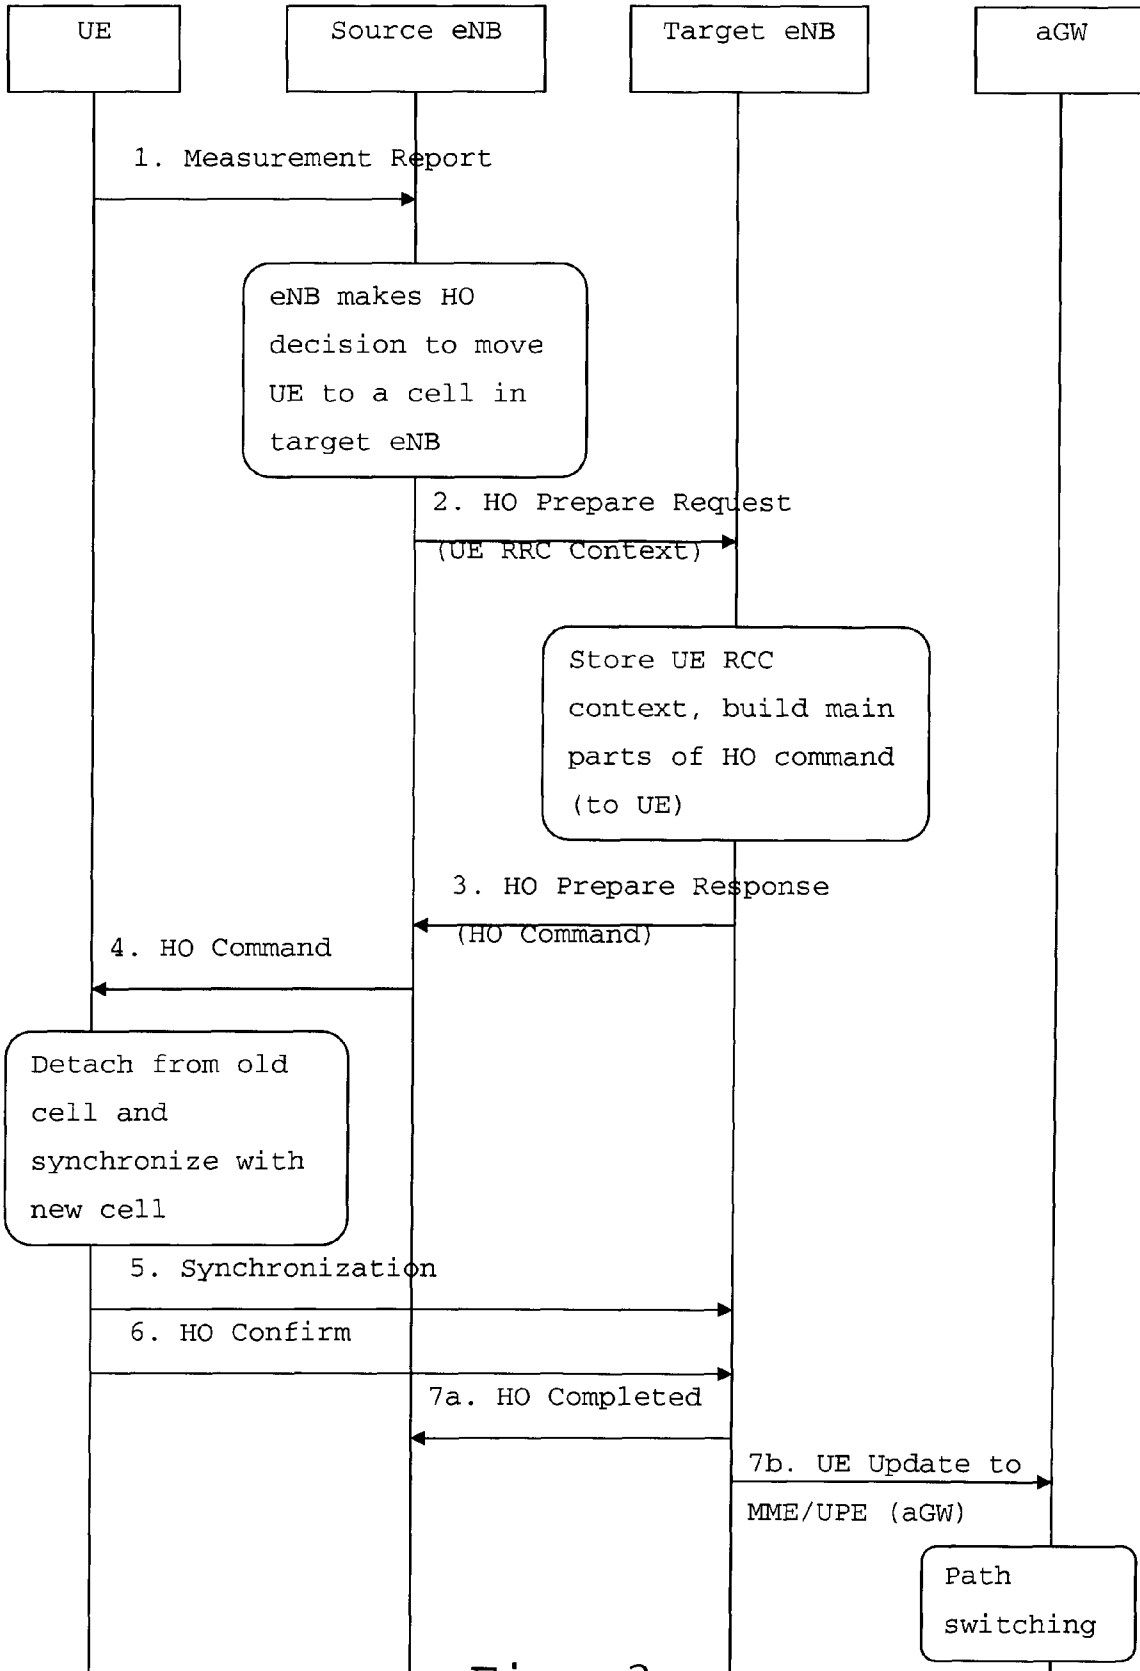 UE
Source eNB
Target eNB
aGW
1. Measurement Report
eNB makes HO
decision to move
UE to a cell in
target eNB
2. HO Prepare Request
(UE RRC Context)
Store UE RCC
context, build main
parts of HO command
(to UE)
3. HO Prepare Response
(HO Command)
4. HO Command
Detach from old
cell and
synchronize with
new cell
5. Synchronization
6. HO Confirm
7a. HO Completed
7b. UE Update to
MME/UPE (aGW)
Path
switching